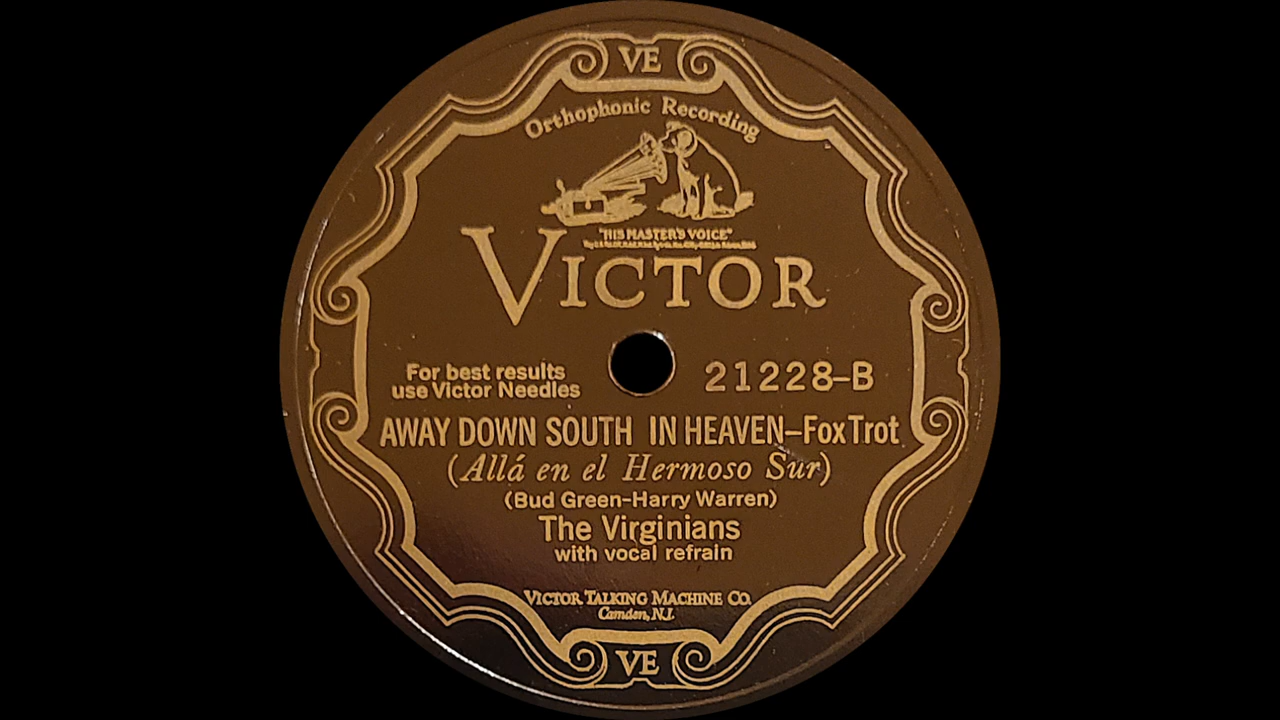 VE
Orthophonic Recording
"HIS MASTER'S VOICE"
VICTOR
For best results
use Victor Needles
21228-B
AWAY DOWN SOUTH IN HEAVEN-Fox Trot
(Allá en el Hermoso Sur)
(Bud Green-Harry Warren)
The Virginians
with vocal refrain
VICTOR TALKING MACHINE CO.
Camden, N.J.
VE